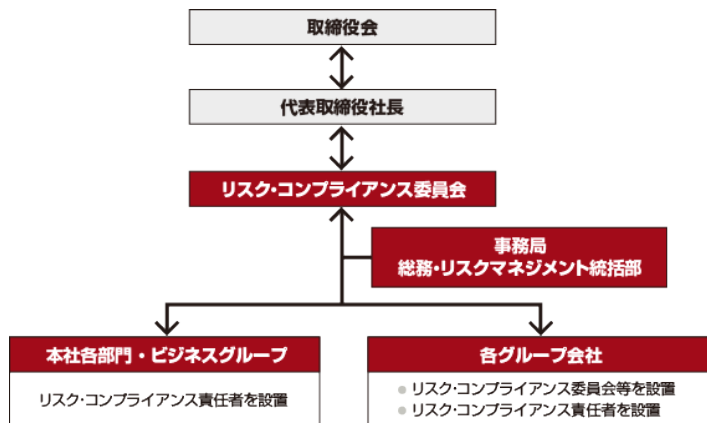 取締役会
代表取締役社長
リスク・コンプライアンス委員会
事務局
総務・リスクマネジメント統括部
本社各部門・ビジネスグループ
リスク・コンプライアンス責任者を設置
各グループ会社
● リスク・コンプライアンス委員会等を設置
● リスク・コンプライアンス責任者を設置